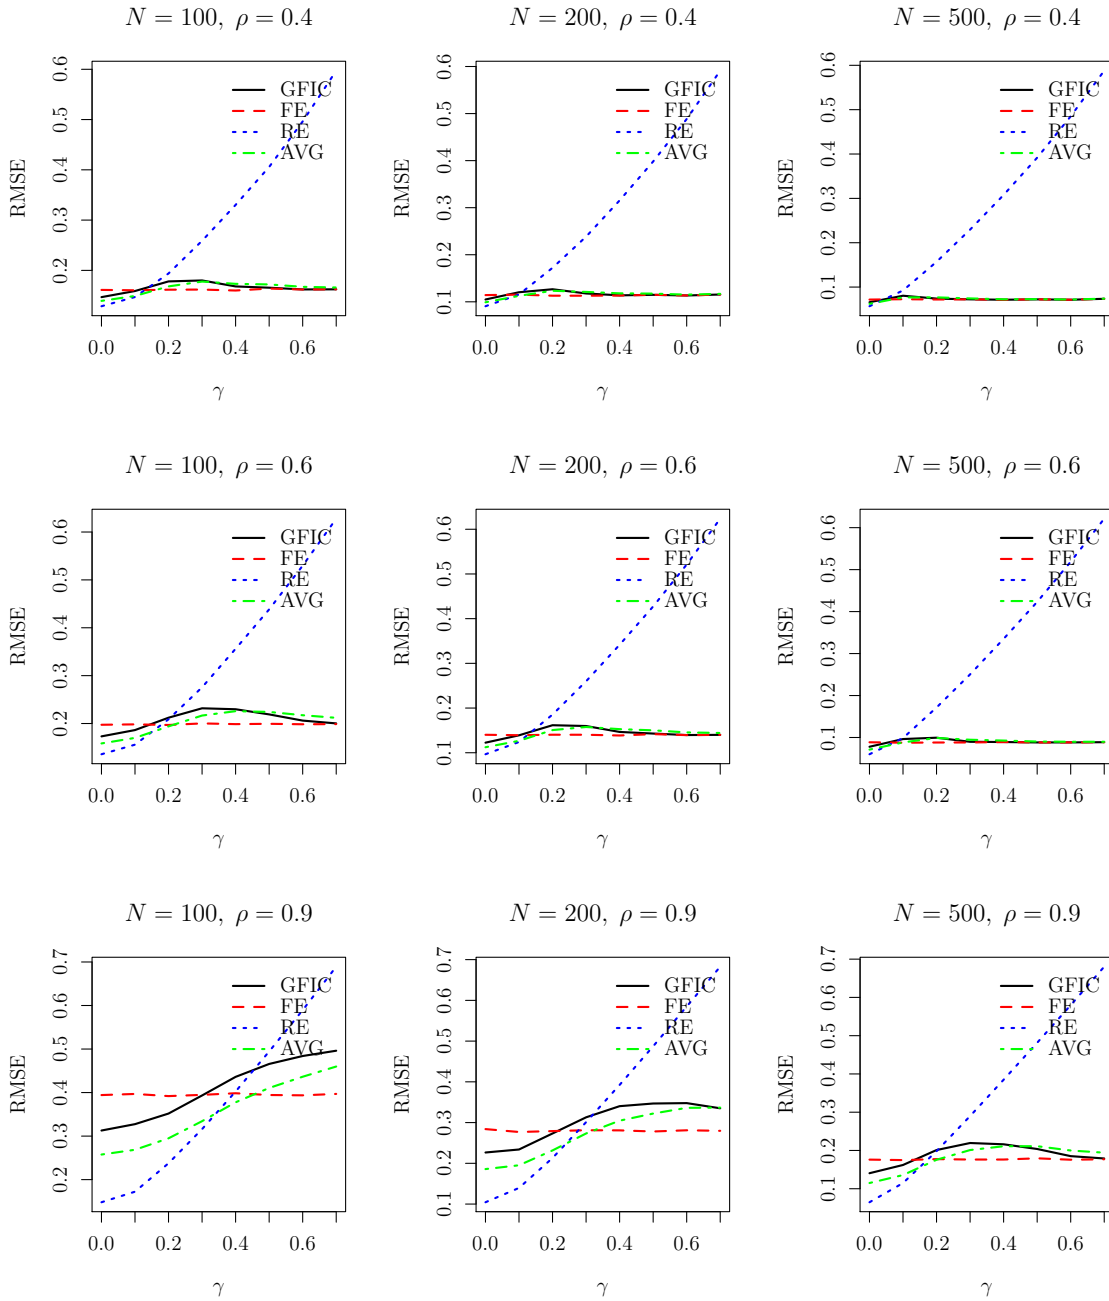 N = 100, ρ = 0.4
N = 200, ρ = 0.4
N = 500, ρ = 0.4
RMSE
0.2 0.3 0.4 0.5 0.6
GFIC
FE
RE
AVG
0.0 0.2 0.4 0.6
γ
RMSE
0.1 0.2 0.3 0.4 0.5 0.6
GFIC
FE
RE
AVG
0.0 0.2 0.4 0.6
γ
RMSE
0.1 0.2 0.3 0.4 0.5 0.6
GFIC
FE
RE
AVG
0.0 0.2 0.4 0.6
γ
N = 100, ρ = 0.6
N = 200, ρ = 0.6
N = 500, ρ = 0.6
RMSE
0.2 0.3 0.4 0.5 0.6
GFIC
FE
RE
AVG
0.0 0.2 0.4 0.6
γ
RMSE
0.1 0.2 0.3 0.4 0.5 0.6
GFIC
FE
RE
AVG
0.0 0.2 0.4 0.6
γ
RMSE
0.1 0.2 0.3 0.4 0.5 0.6
GFIC
FE
RE
AVG
0.0 0.2 0.4 0.6
γ
N = 100, ρ = 0.9
N = 200, ρ = 0.9
N = 500, ρ = 0.9
RMSE
0.2 0.3 0.4 0.5 0.6 0.7
GFIC
FE
RE
AVG
0.0 0.2 0.4 0.6
γ
RMSE
0.1 0.2 0.3 0.4 0.5 0.6 0.7
GFIC
FE
RE
AVG
0.0 0.2 0.4 0.6
γ
RMSE
0.1 0.2 0.3 0.4 0.5 0.6 0.7
GFIC
FE
RE
AVG
0.0 0.2 0.4 0.6
γ